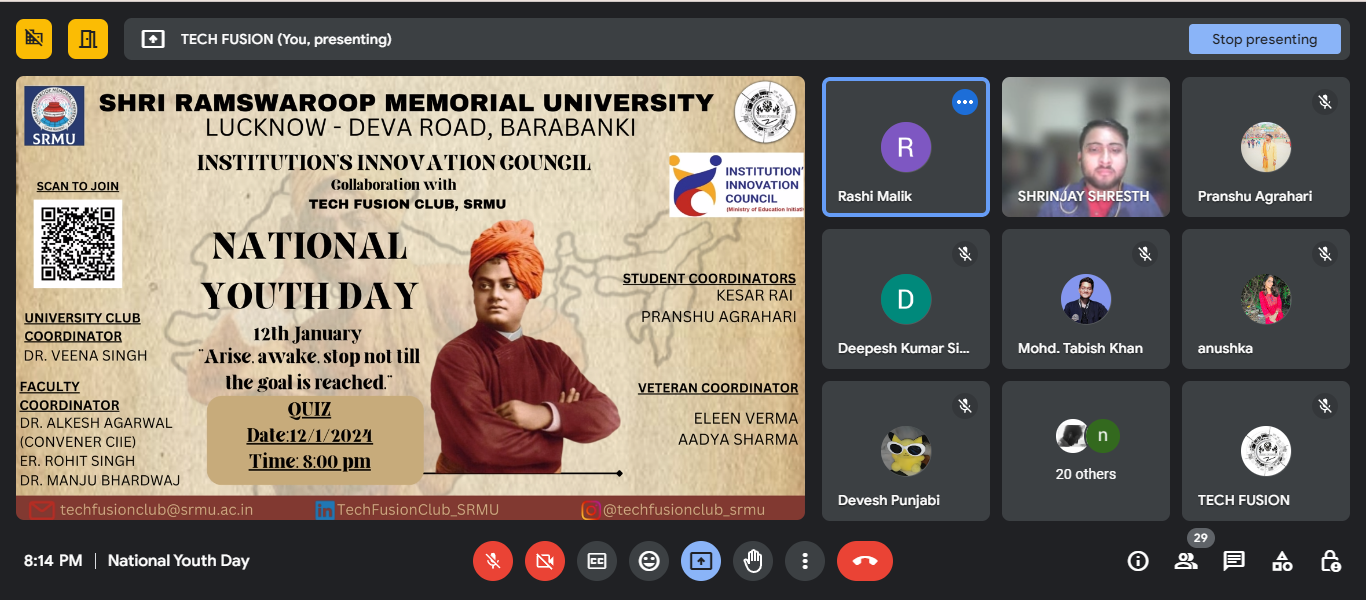 TECH FUSION (You, presenting)
Stop presenting
SRMU
SHRI RAMSWAROOP MEMORIAL UNIVERSITY
LUCKNOW - DEVA ROAD, BARABANKI
INSTITUTION'S INNOVATION COUNCIL
Collaboration with
TECH FUSION CLUB, SRMU
INSTITUTION'
INNOVATION
COUNCIL
(Ministry of Education Initiati
SCAN TO JOIN
NATIONAL
YOUTH DAY
12th January
"Arise, awake, stop not till
the goal is reached."
QUIZ
Date:12/1/2024
Time: 8:00 pm
UNIVERSITY CLUB
COORDINATOR
DR. VEENA SINGH
FACULTY
COORDINATOR
DR. ALKESH AGARWAL
(CONVENER CIIE)
ER. ROHIT SINGH
DR. MANJU BHARDWAJ
STUDENT COORDINATORS
KESAR RAI
PRANSHU AGRAHARI
VETERAN COORDINATOR
ELEEN VERMA
AADYA SHARMA
techfusionclub@srmu.ac.in
in
TechFusionClub_SRMU
@techfusionclub_srmu
R
Rashi Malik
SHRINJAY SHRESTH
Pranshu Agrahari
D
Deepesh Kumar Si...
Mohd. Tabish Khan
anushka
Devesh Punjabi
n
20 others
TECH FUSION
8:14 PM | National Youth Day
29